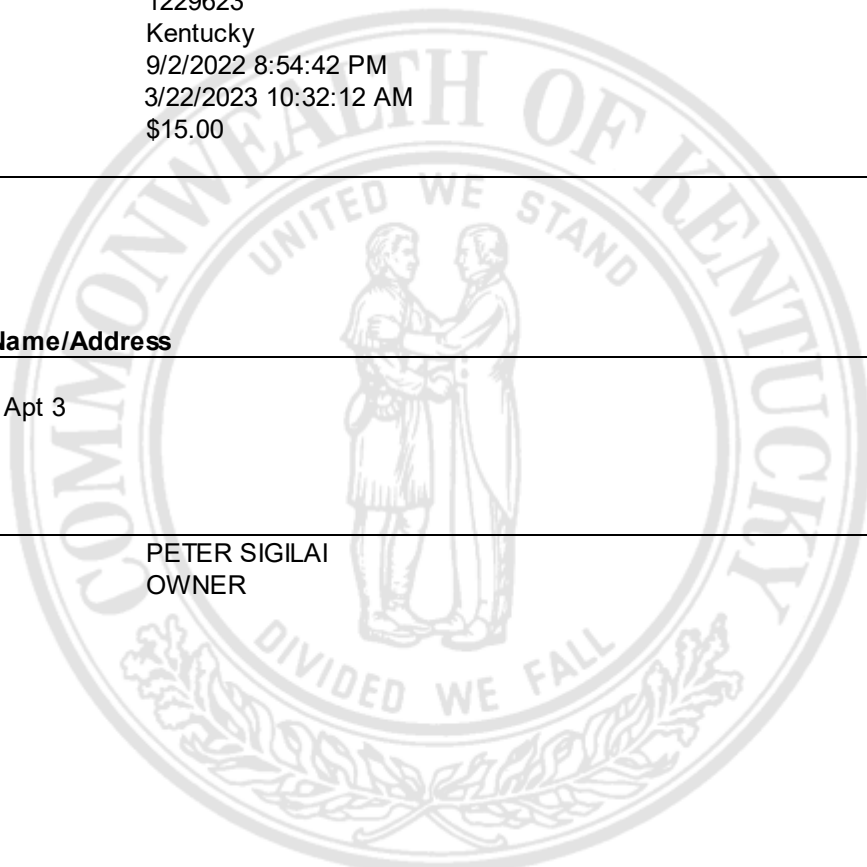 1229623
Kentucky
9/2/2022 8:54:42 PM
3/22/2023 10:32:12 AM
$15.00
COMMONWEALTH OF KENTUCKY
UNITED WE STAND
Name/Address
Apt 3
PETER SIGILAI
OWNER
DIVIDED WE FALL